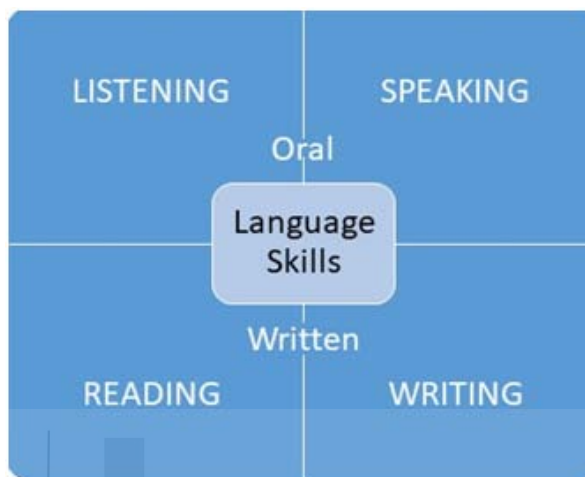 LISTENING SPEAKING
Oral
Language
Skills
Written
READING WRITING